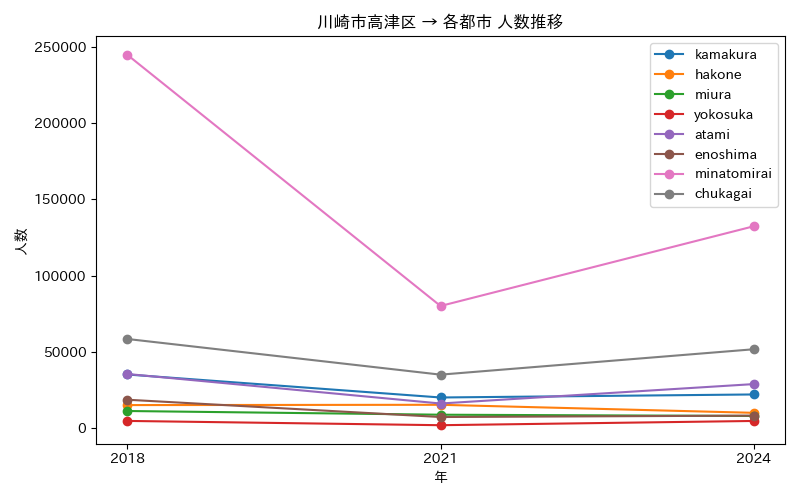 川崎市高津区 → 各都市 人数推移
250000
200000
150000
100000
50000
0
人数
2018
2021
2024
年
kamakura
hakone
miura
yokosuka
atami
enoshima
minatomirai
chukagai